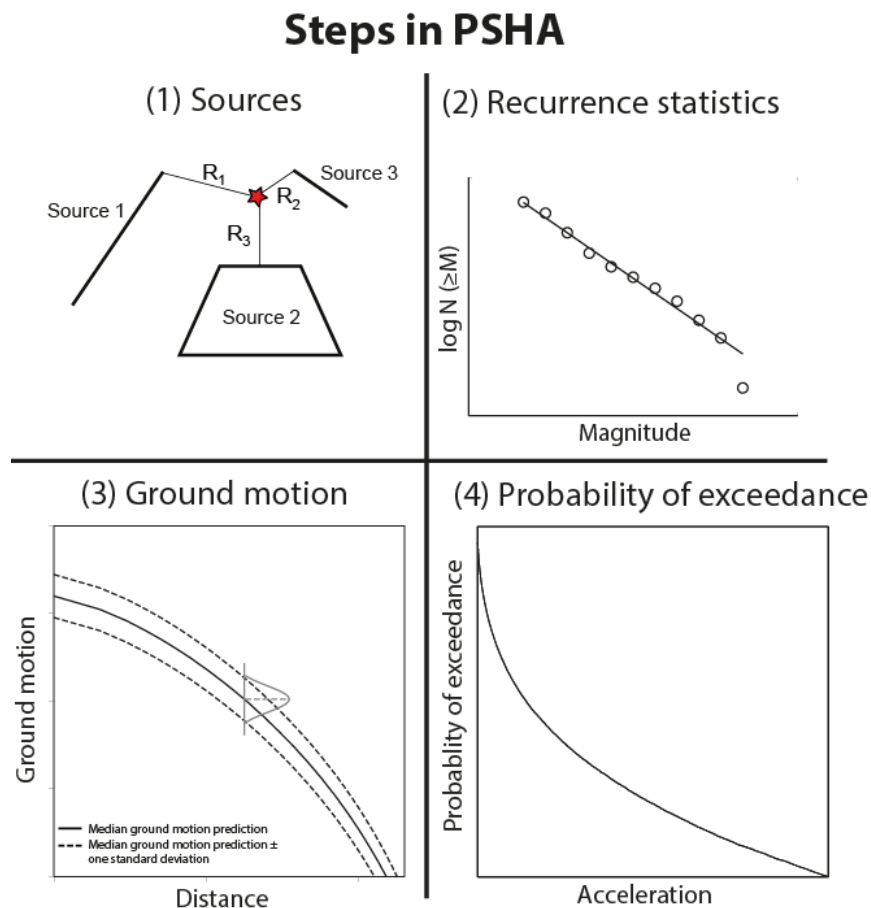 Steps in PSHA
(1) Sources
R1
Source 3
Source 1
R2
R3
Source 2
(2) Recurrence statistics
log N (≥M)
Magnitude
(3) Ground motion
Ground motion
Median ground motion prediction
Median ground motion prediction ±
one standard deviation
Distance
(4) Probability of exceedance
Probablity of exceedance
Acceleration